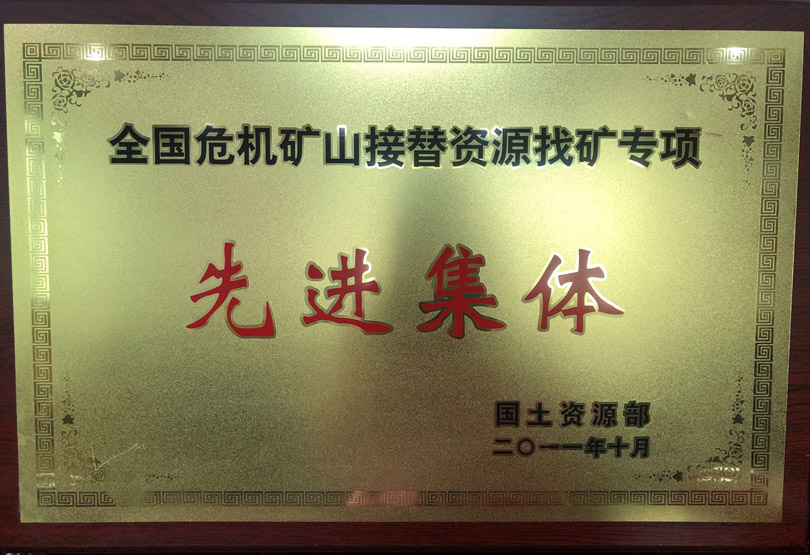 全国危机矿山接替资源找矿专项
先进集体
国土资源部
二〇一一年十月